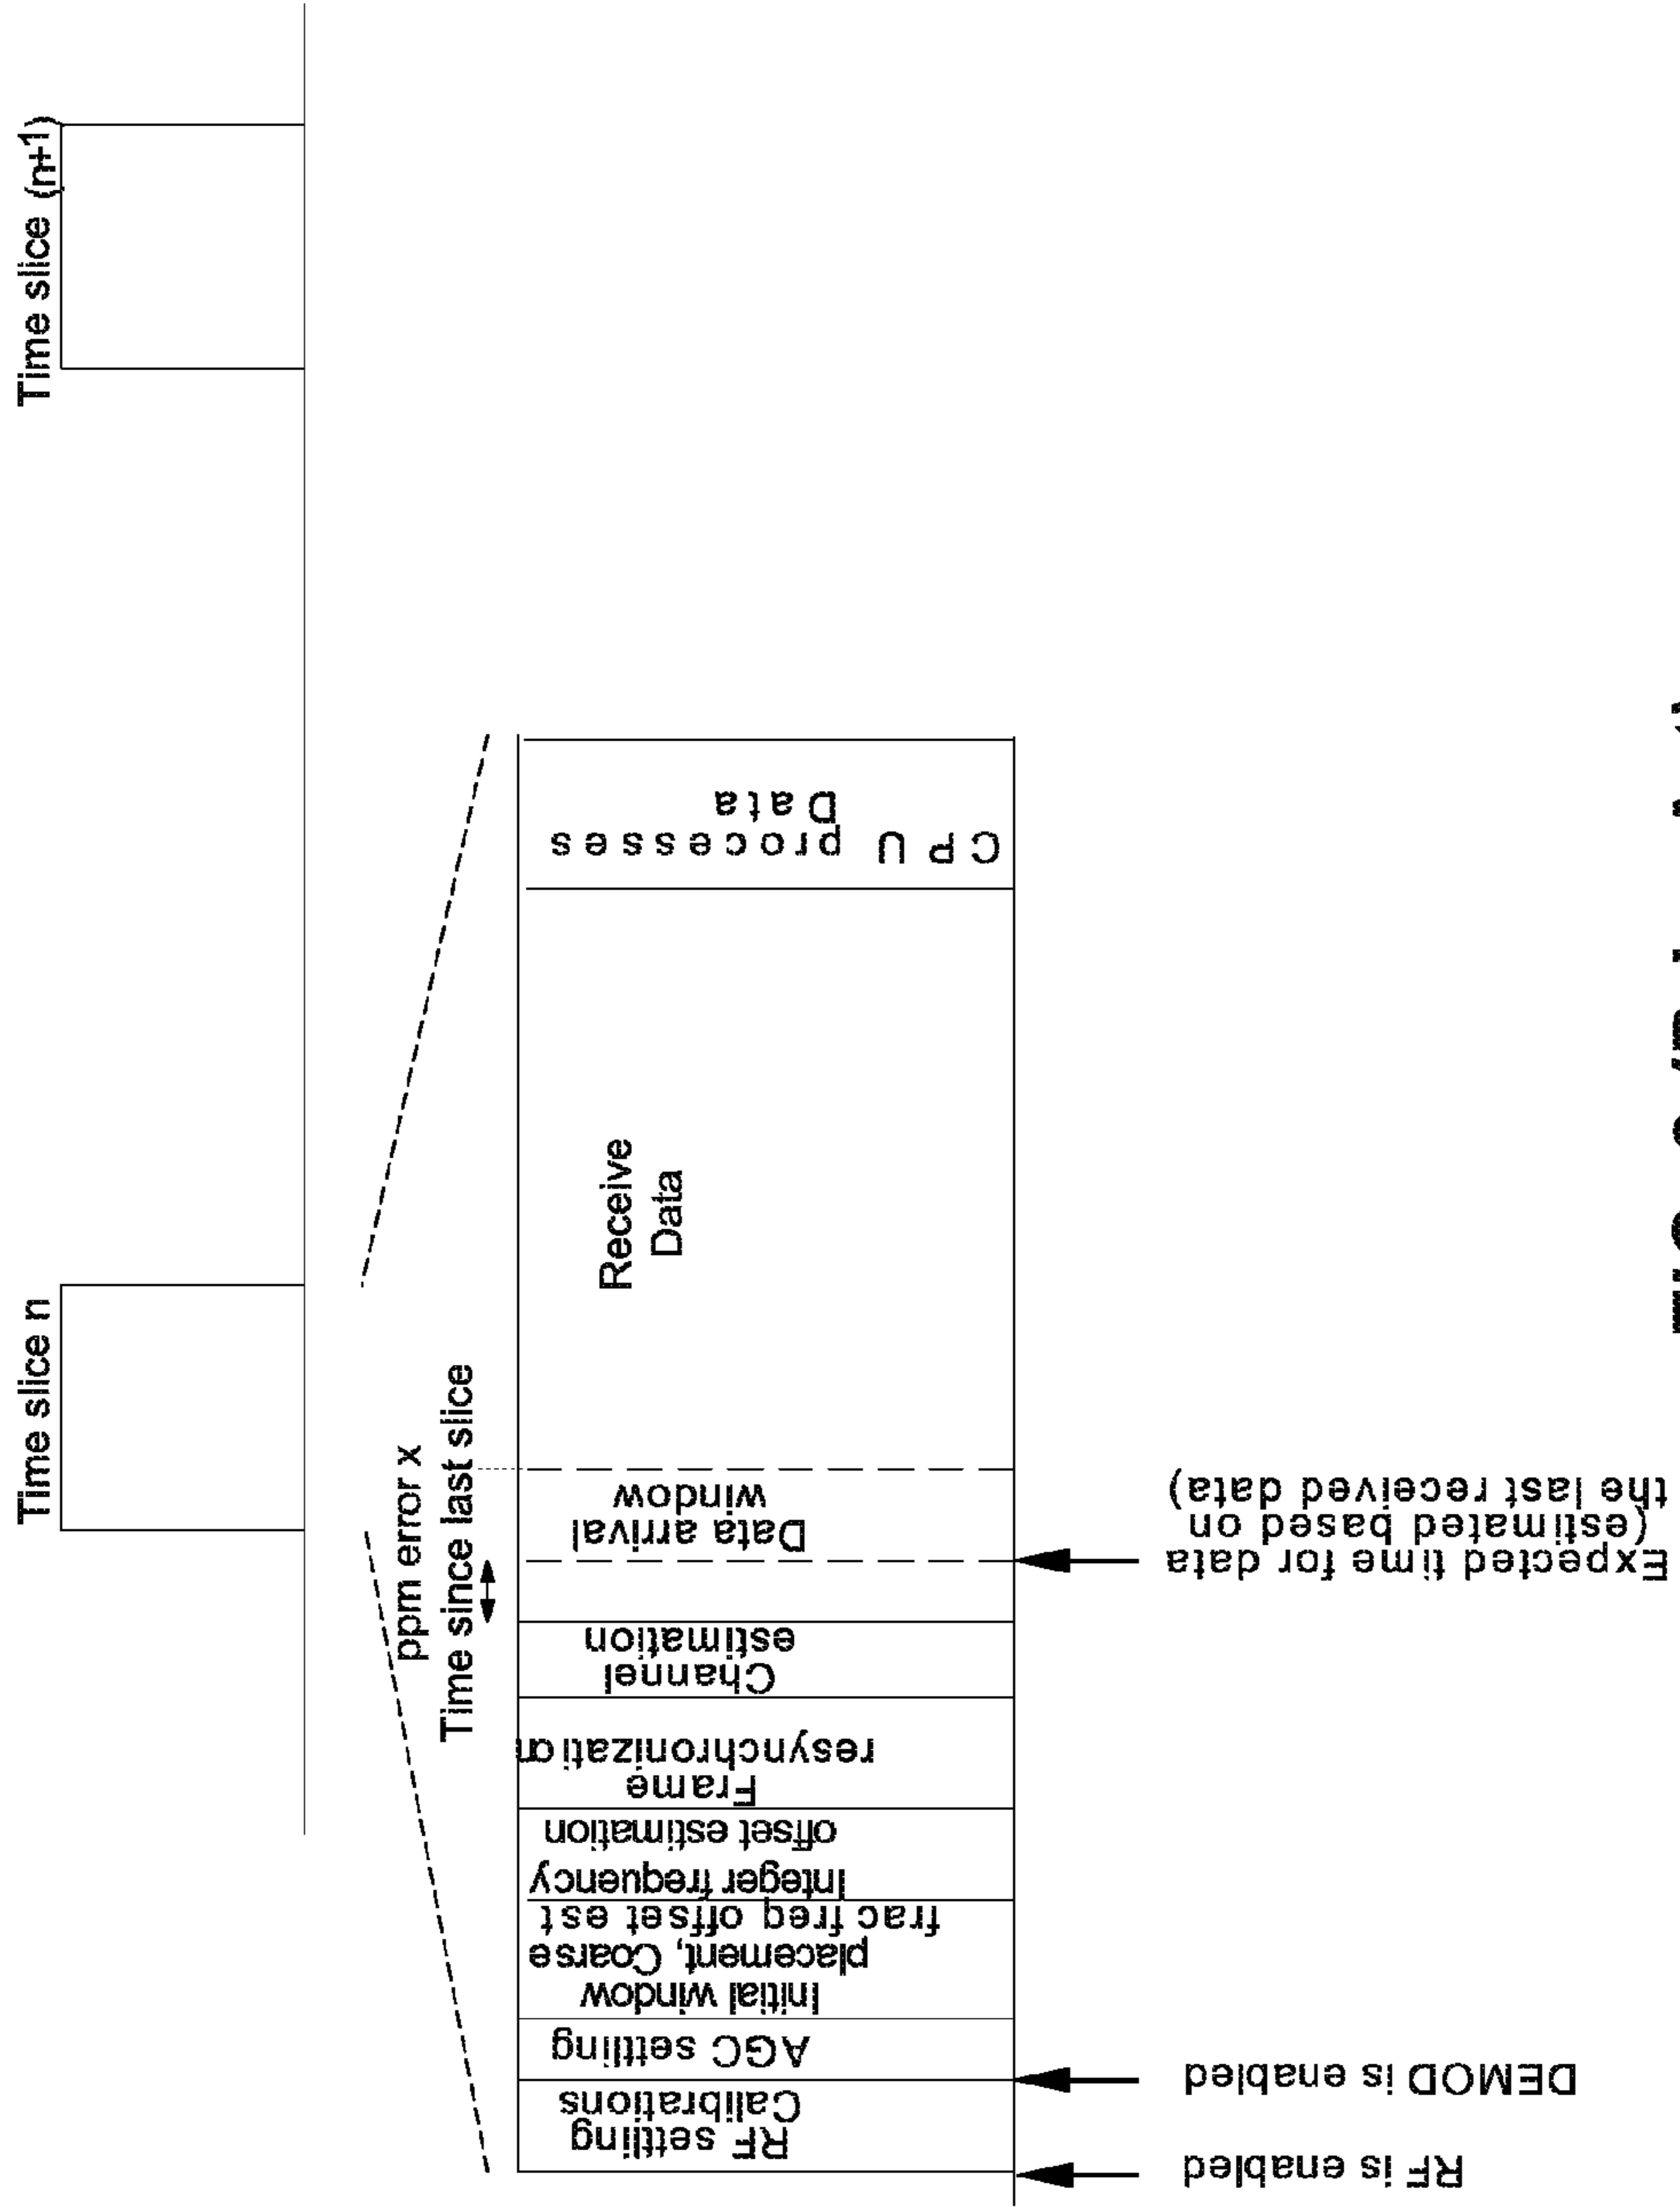 Time slice n
Time slice (n+1)
ppm error x
Time since last slice
RF settling
Calibrations
AGC settling
Initial window
placement, Coarse
frac freq offset est
Integer frequency
offset estimation
Frame
resynchronization
Channel
estimation
Data arrival
window
Receive
Data
CPU processes
Data
RF is enabled
DEMOD is enabled
Expected time for data
(estimated based on
the last received data)